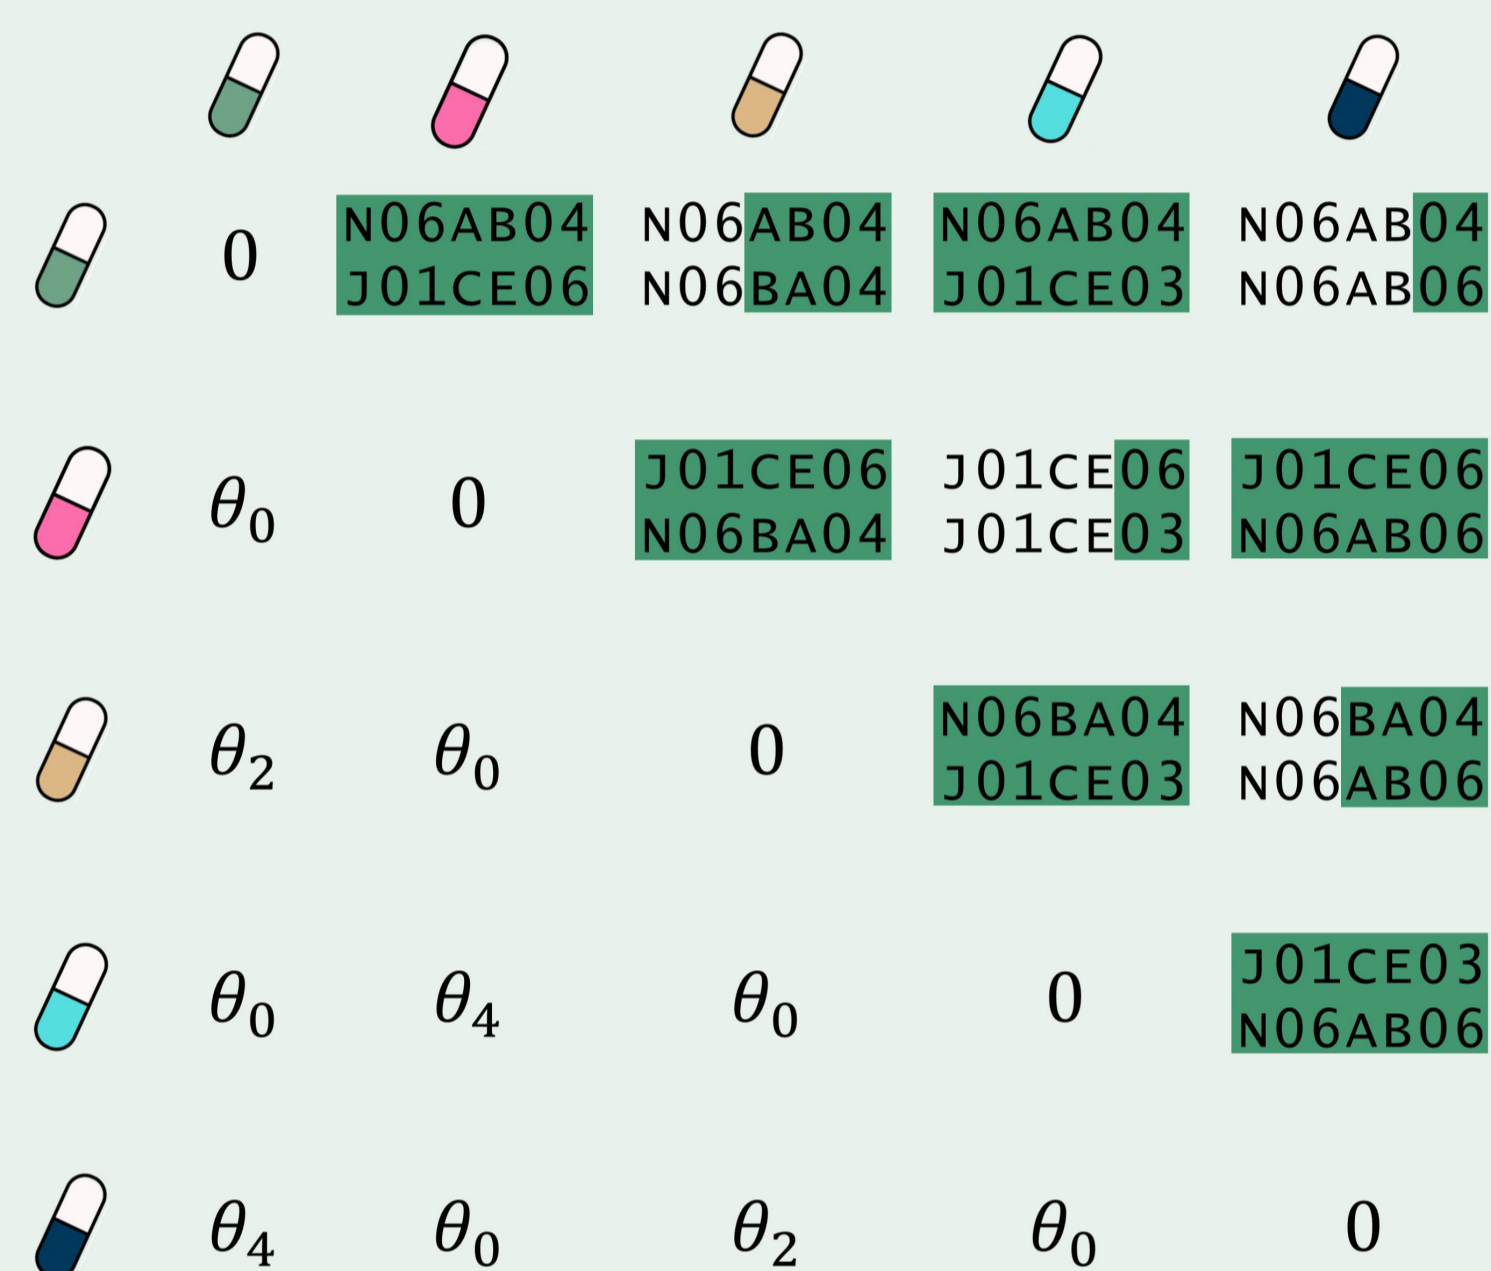 0 N06AB04 N06AB04 N06AB04 N06AB04
J01CE06 N06BA04 J01CE03 N06AB06
θ₀ 0 J01CE06 J01CE06 J01CE06
N06BA04 J01CE03 N06AB06
θ₂ θ₀ 0 N06BA04 N06BA04
J01CE03 N06AB06
θ₀ θ₄ θ₀ 0 J01CE03
N06AB06
θ₄ θ₀ θ₂ θ₀ 0